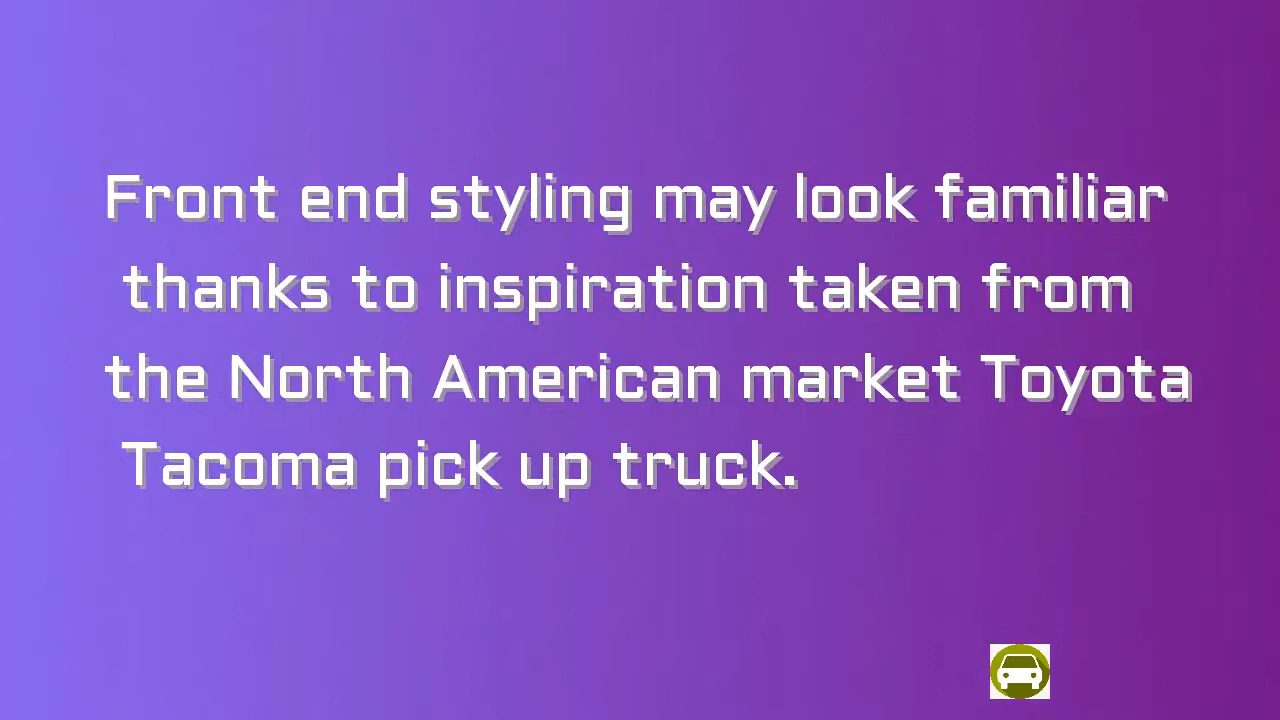 Front end styling may look familiar
thanks to inspiration taken from
the North American market Toyota
Tacoma pick up truck.